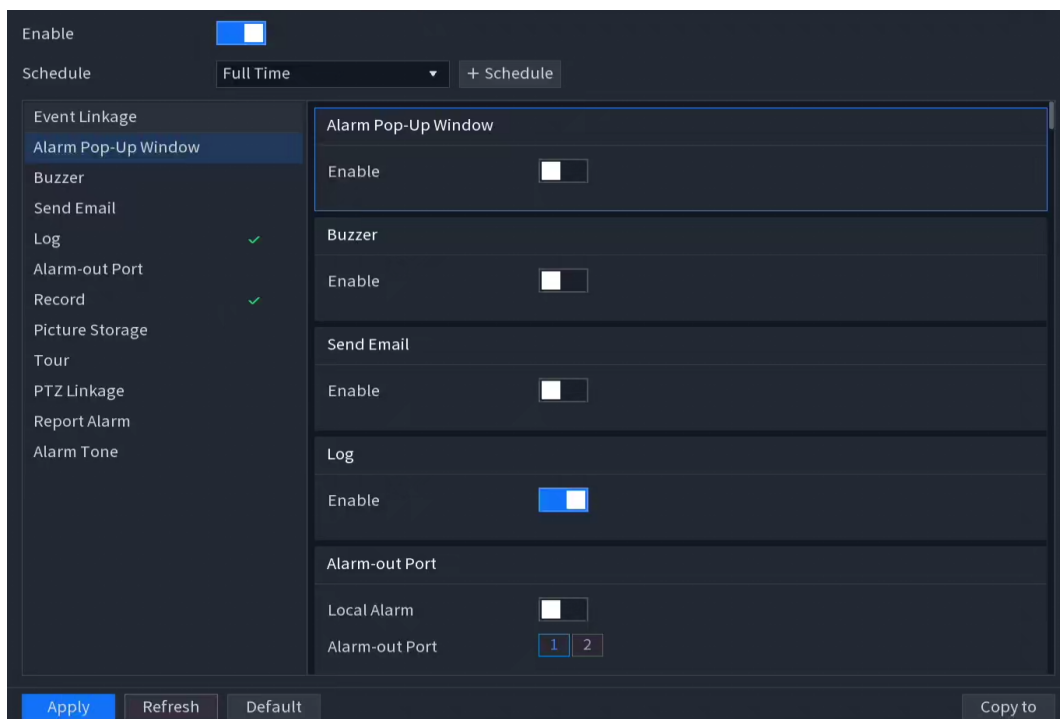 Enable
Schedule Full Time + Schedule
Event Linkage
Alarm Pop-Up Window
Buzzer
Send Email
Log
Alarm-out Port
Record
Picture Storage
Tour
PTZ Linkage
Report Alarm
Alarm Tone
Alarm Pop-Up Window
Enable
Buzzer
Enable
Send Email
Enable
Log
Enable
Alarm-out Port
Local Alarm
Alarm-out Port 1 2
Apply Refresh Default Copy to